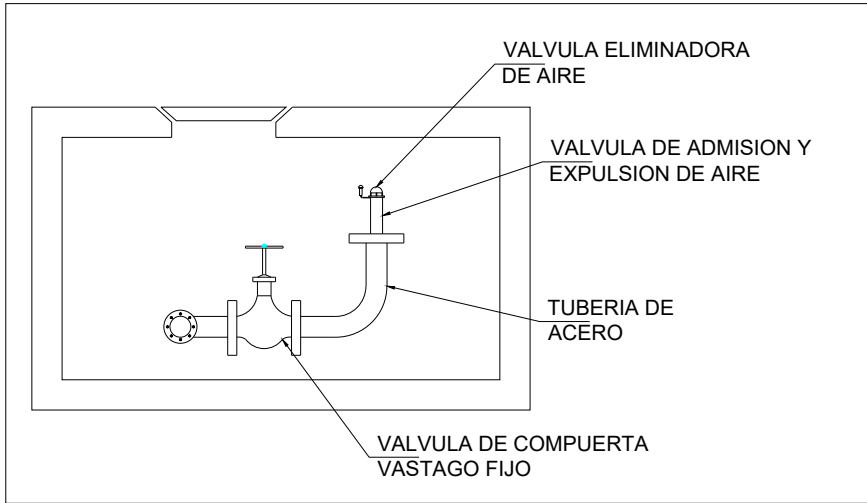 VALVULA ELIMINADORA
DE AIRE
VALVULA DE ADMISION Y
EXPULSION DE AIRE
TUBERIA DE
ACERO
VALVULA DE COMPUERTA
VASTAGO FIJO